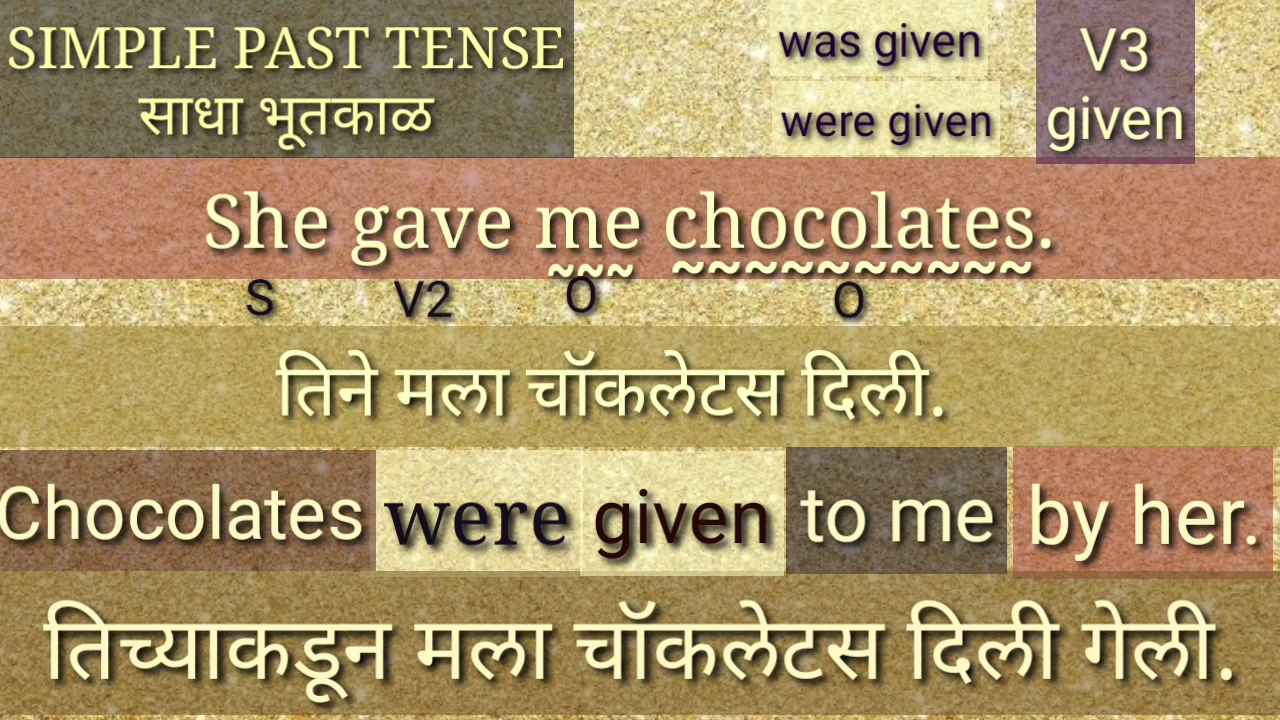 SIMPLE PAST TENSE
साधा भूतकाळ
was given
were given
V3
given
She gave me chocolates.
~~~ ~~~~~~~~~~
S V2 O O
तिने मला चॉकलेटस दिली.
Chocolates were given to me by her.
तिच्याकडून मला चॉकलेटस दिली गेली.